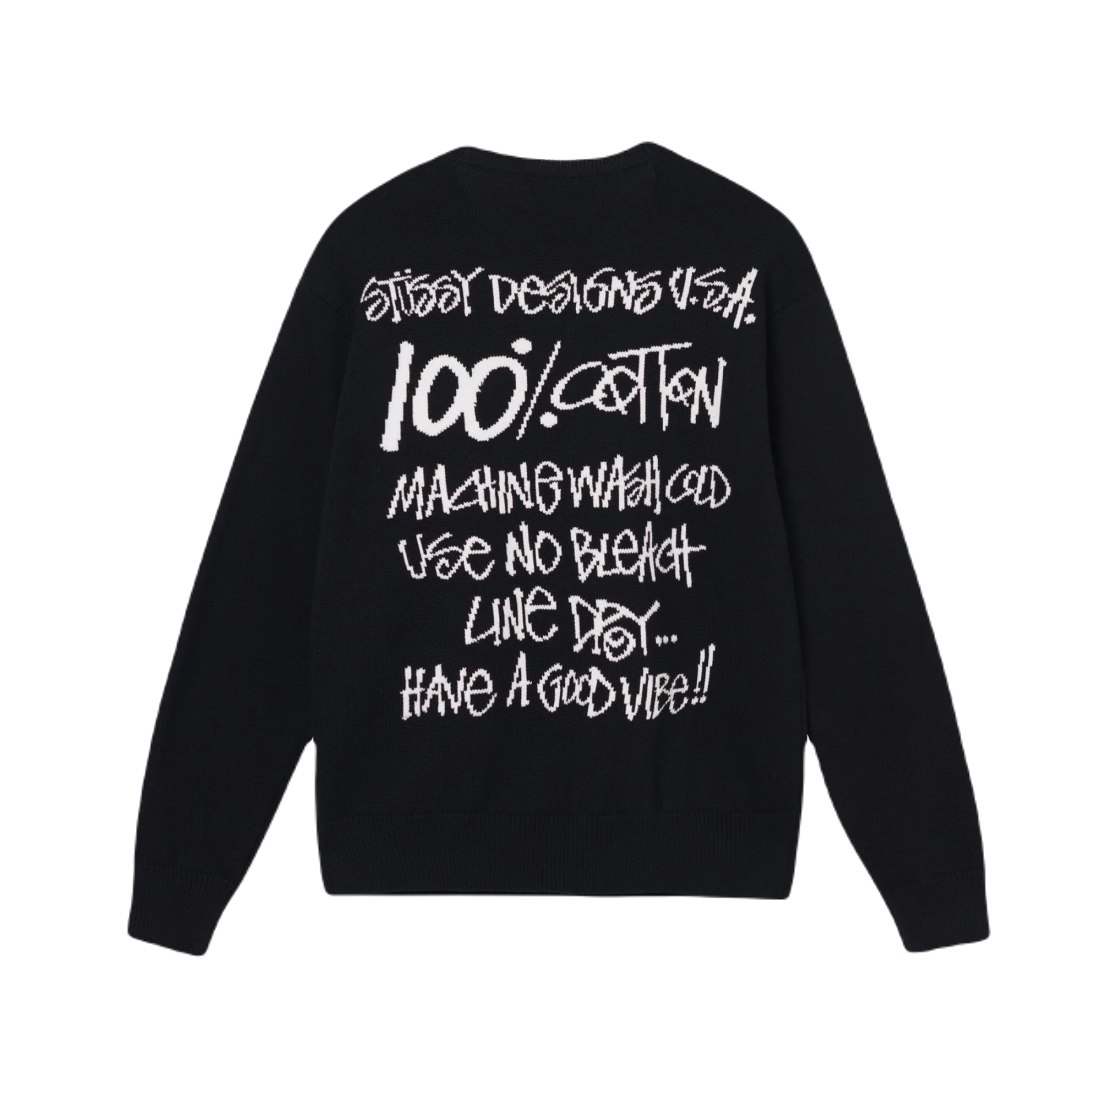 STÜSSY DESIGNS U.S.A.
100% COTTON
MACHINE WASH COLD
USE NO BLEACH
LINE DRY...
HAVE A GOOD VIBE!!